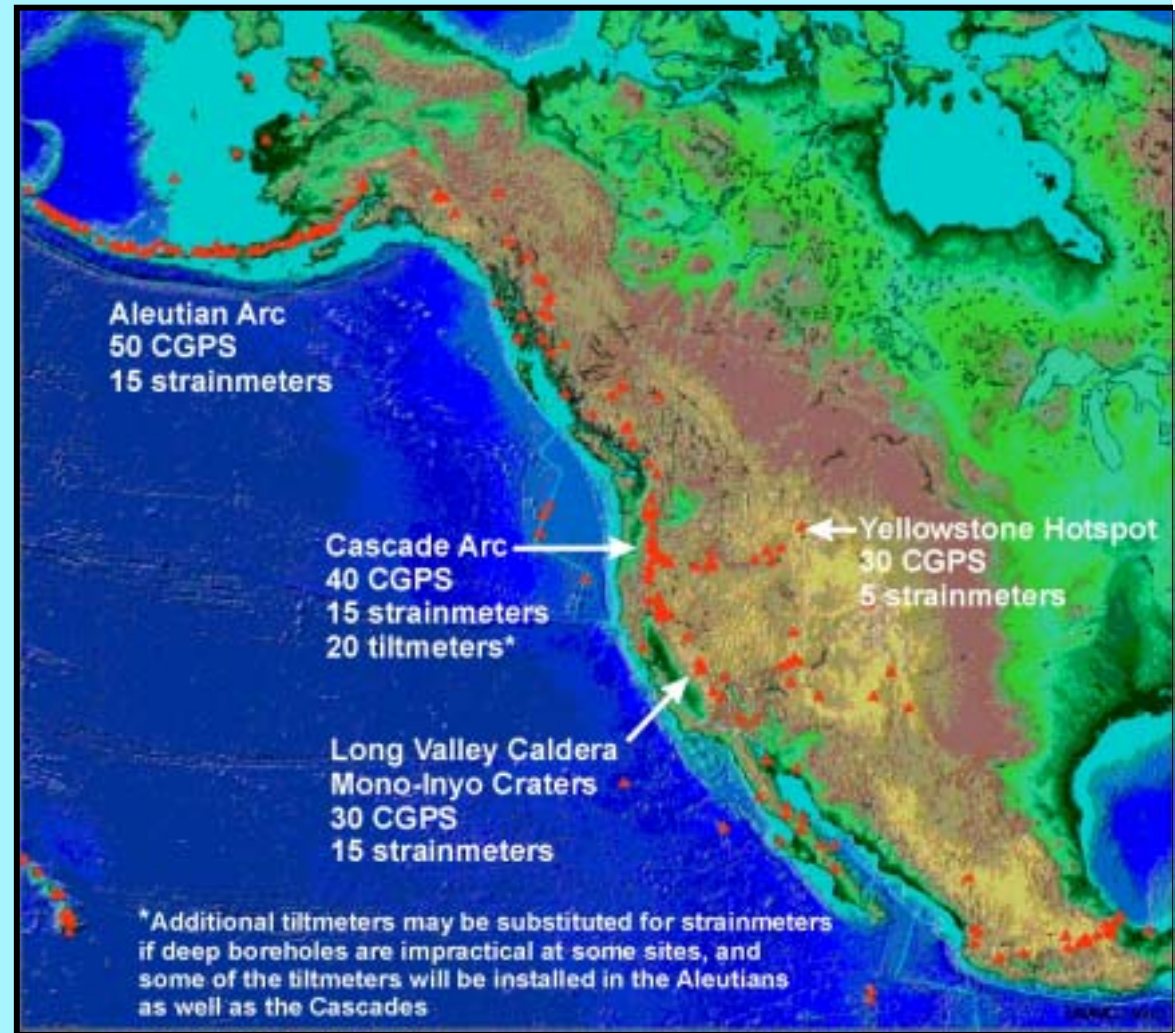 Aleutian Arc
50 CGPS
15 strainmeters
Cascade Arc
40 CGPS
15 strainmeters
20 tiltmeters*
Yellowstone Hotspot
30 CGPS
5 strainmeters
Long Valley Caldera
Mono-Inyo Craters
30 CGPS
15 strainmeters
*Additional tiltmeters may be substituted for strainmeters
if deep boreholes are impractical at some sites, and
some of the tiltmeters will be installed in the Aleutians
as well as the Cascades